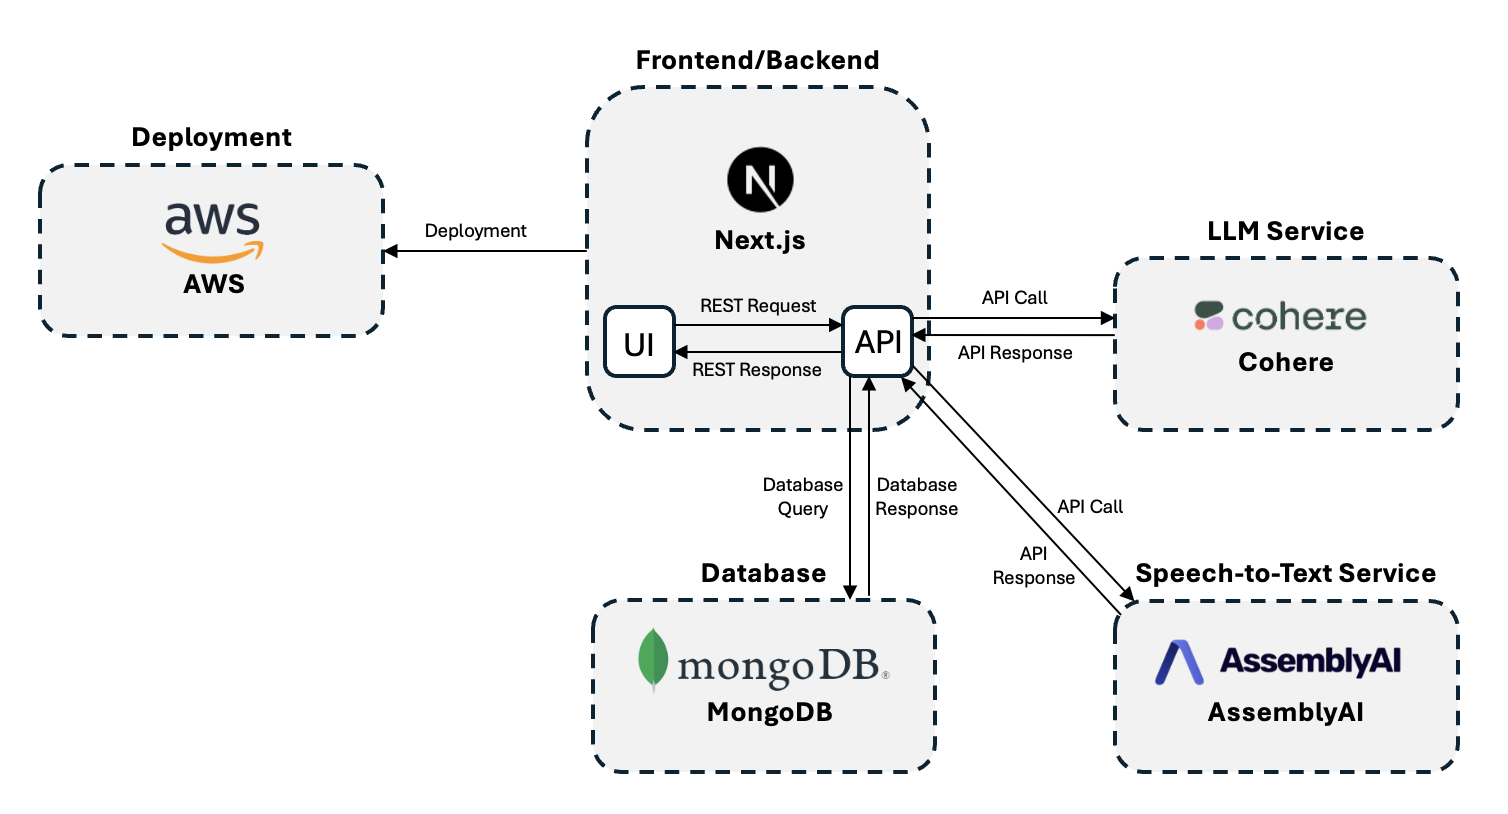 Frontend/Backend
Deployment
aws
AWS
Deployment
N
Next.js
UI
REST Request
REST Response
API
API Call
API Response
LLM Service
cohere
Cohere
Database
Query
Database
Response
API Call
API
Response
Database
mongoDB®
MongoDB
Speech-to-Text Service
AssemblyAI
AssemblyAI